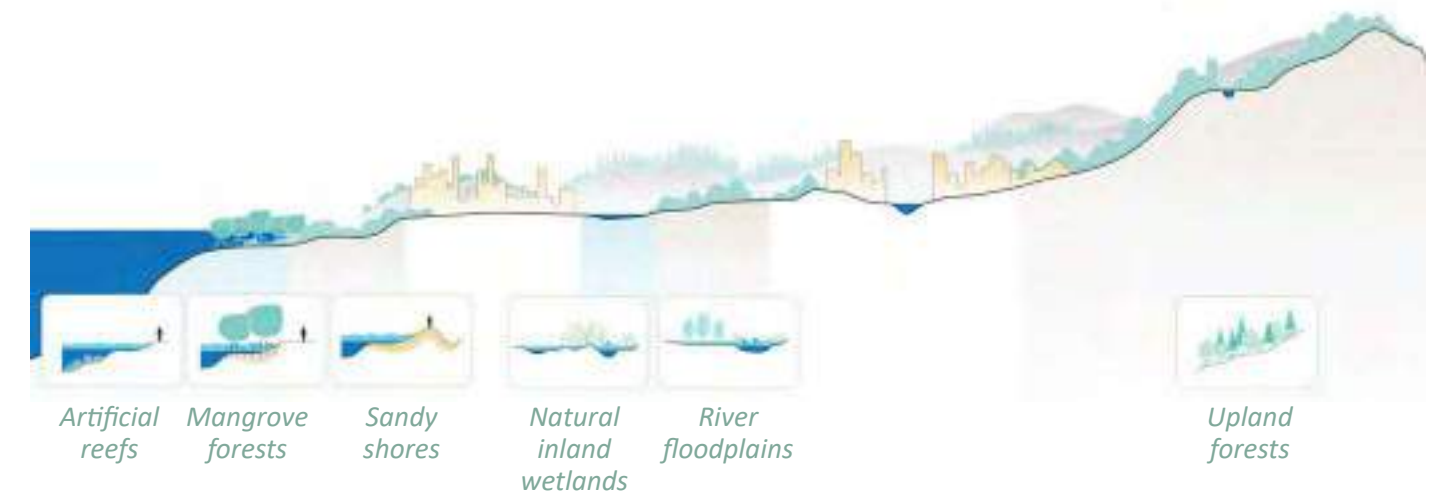 Artificial
reefs
Mangrove
forests
Sandy
shores
Natural
inland
wetlands
River
floodplains
Upland
forests